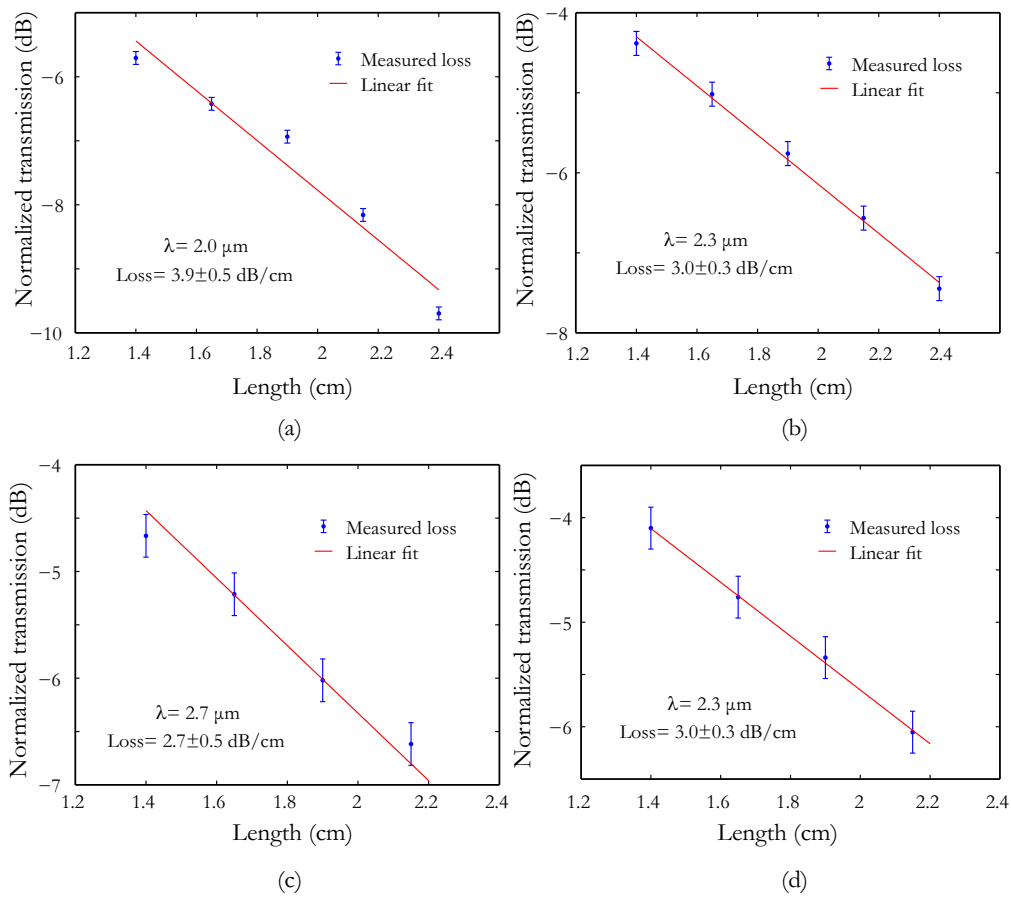 Normalized transmission (dB)
−6
−8
−10
Measured loss
Linear fit
λ= 2.0 μm
Loss= 3.9±0.5 dB/cm
1.2 1.4 1.6 1.8 2 2.2 2.4
Length (cm)
(a)
Normalized transmission (dB)
−4
−6
−8
Measured loss
Linear fit
λ= 2.3 μm
Loss= 3.0±0.3 dB/cm
1.2 1.4 1.6 1.8 2 2.2 2.4
Length (cm)
(b)
Normalized transmission (dB)
−4
−5
−6
−7
Measured loss
Linear fit
λ= 2.7 μm
Loss= 2.7±0.5 dB/cm
1.2 1.4 1.6 1.8 2 2.2 2.4
Length (cm)
(c)
Normalized transmission (dB)
−4
−5
−6
Measured loss
Linear fit
λ= 2.3 μm
Loss= 3.0±0.3 dB/cm
1.2 1.4 1.6 1.8 2 2.2 2.4
Length (cm)
(d)